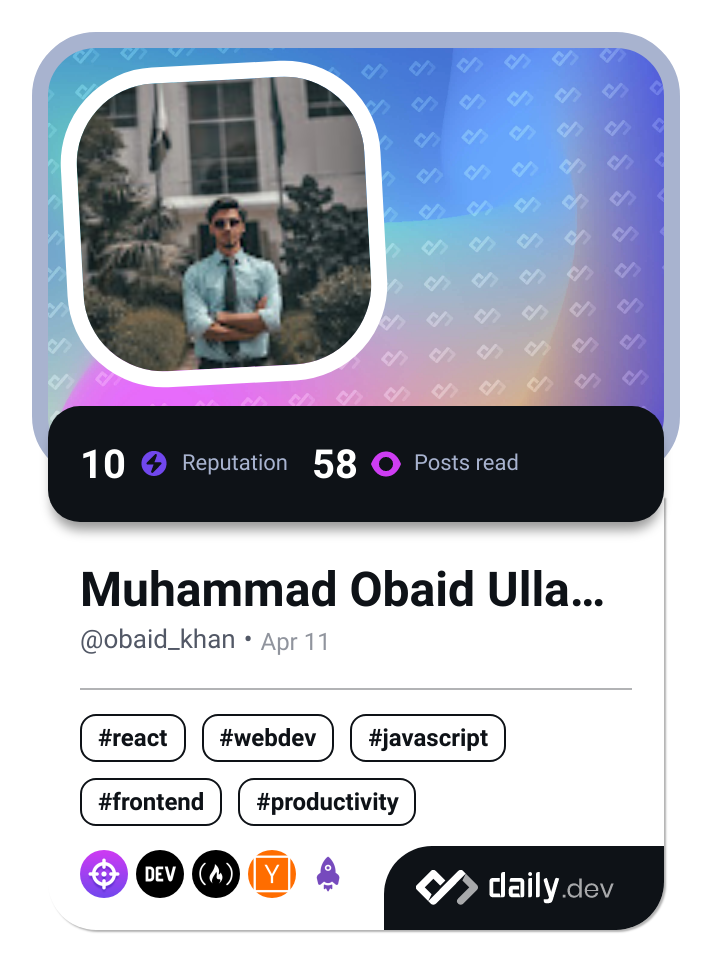 10 Reputation 58 Posts read
Muhammad Obaid Ulla...
@obaid_khan • Apr 11
#react #webdev #javascript
#frontend #productivity
DEV Y daily.dev